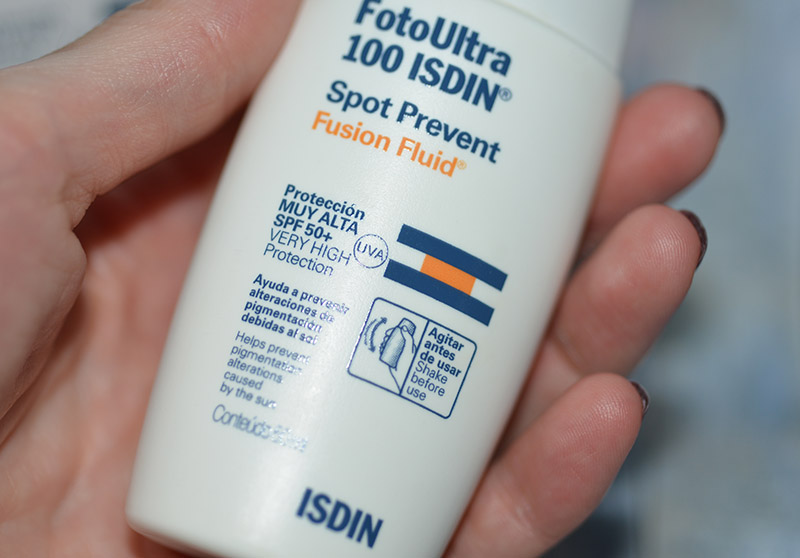 FotoUltra
100 ISDIN®
Spot Prevent
Fusion Fluid®
Protección
MUY ALTA
SPF 50+
VERY HIGH
Protection
UVA
Ayuda a prevenir
alteraciones de
pigmentación
debidas al sol
Helps prevent
pigmentation
alterations
caused
by the sun
Agitar
antes
de usar
Shake
before
use
Conteúdo
ISDIN